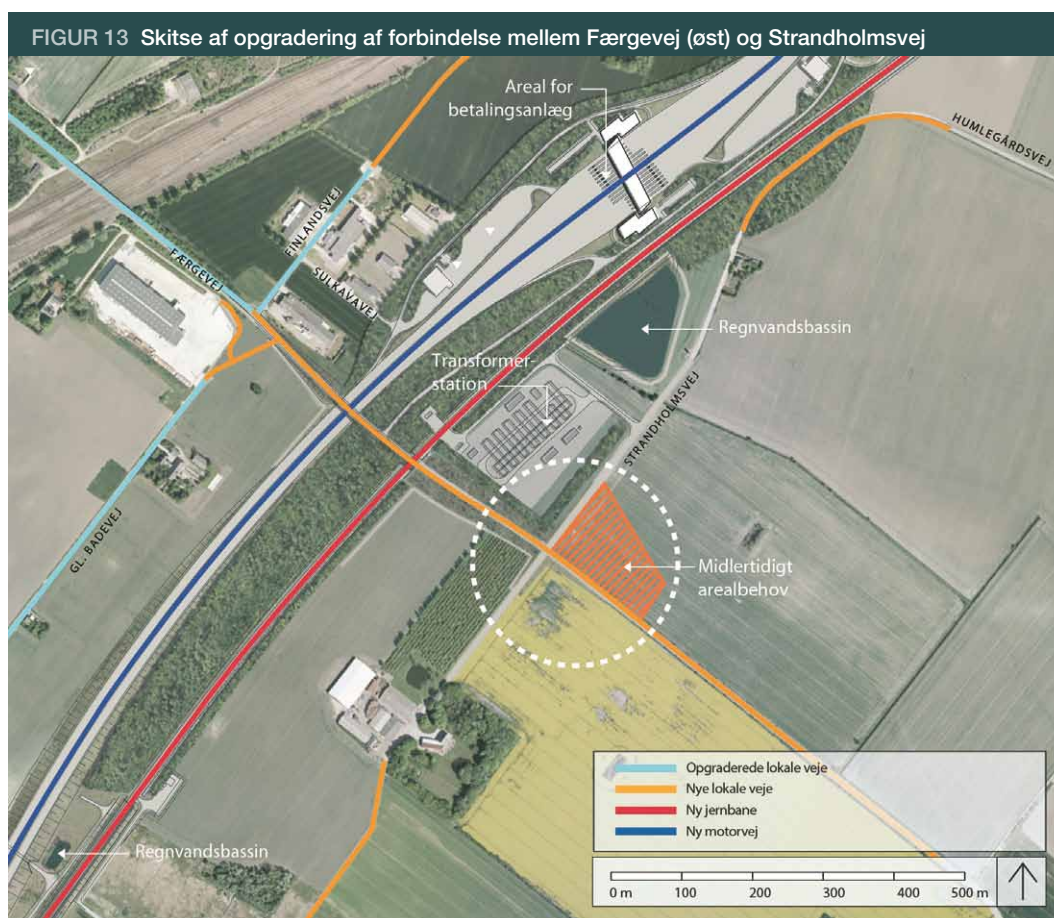 FIGUR 13 Skitse af opgradering af forbindelse mellem Færgevej (øst) og Strandholmsvej
Areal for
betalingsanlæg
HUMLEGÅRDSVEJ
FINLANDSVEJ
FÆRGEVEJ
SULKAVAVEJ
Regnvandsbassin
Transformer-
station
STRANDHOLMSVEJ
GL. BADEVEJ
Midlertidigt
arealbehov
Opgraderede lokale veje
Nye lokale veje
Ny jernbane
Ny motorvej
Regnvandsbassin
0 m 100 200 300 400 500 m